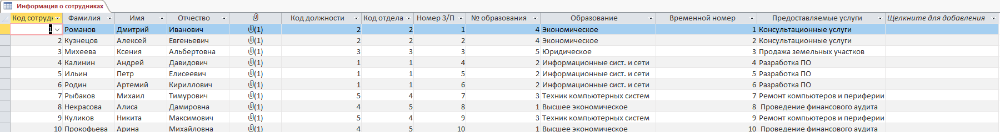 Информация о сотрудниках
Код сотрудн Фамилия Имя Отчество Код должности Код отдела Номер З/П № образования Образование Временной номер Предоставляемые услуги Щелкните для добавления
1 Романов Дмитрий Иванович (1) 2 2 1 4 Экономическое 1 Консультационные услуги
2 Кузнецов Алексей Евгеньевич (1) 2 2 2 4 Экономическое 2 Консультационные услуги
3 Михеева Ксения Альбертовна (1) 3 3 3 5 Юридическое 3 Продажа земельных участков
4 Калинин Андрей Давидович (1) 1 1 4 2 Информационные сист. и сети 4 Разработка ПО
5 Ильин Петр Елисеевич (1) 1 1 5 2 Информационные сист. и сети 5 Разработка ПО
6 Родин Артемий Кириллович (1) 1 1 6 2 Информационные сист. и сети 6 Разработка ПО
7 Рыбаков Михаил Тимурович (1) 5 4 7 3 Техник компьютерных систем 7 Ремонт компьютеров и периферии
8 Некрасова Алиса Дамировна (1) 4 5 8 1 Высшее экономическое 8 Проведение финансового аудита
9 Куликов Никита Максимович (1) 5 4 9 3 Техник компьютерных систем 9 Ремонт компьютеров и периферии
10 Прокофьева Арина Михайловна (1) 4 5 10 1 Высшее экономическое 10 Проведение финансового аудита